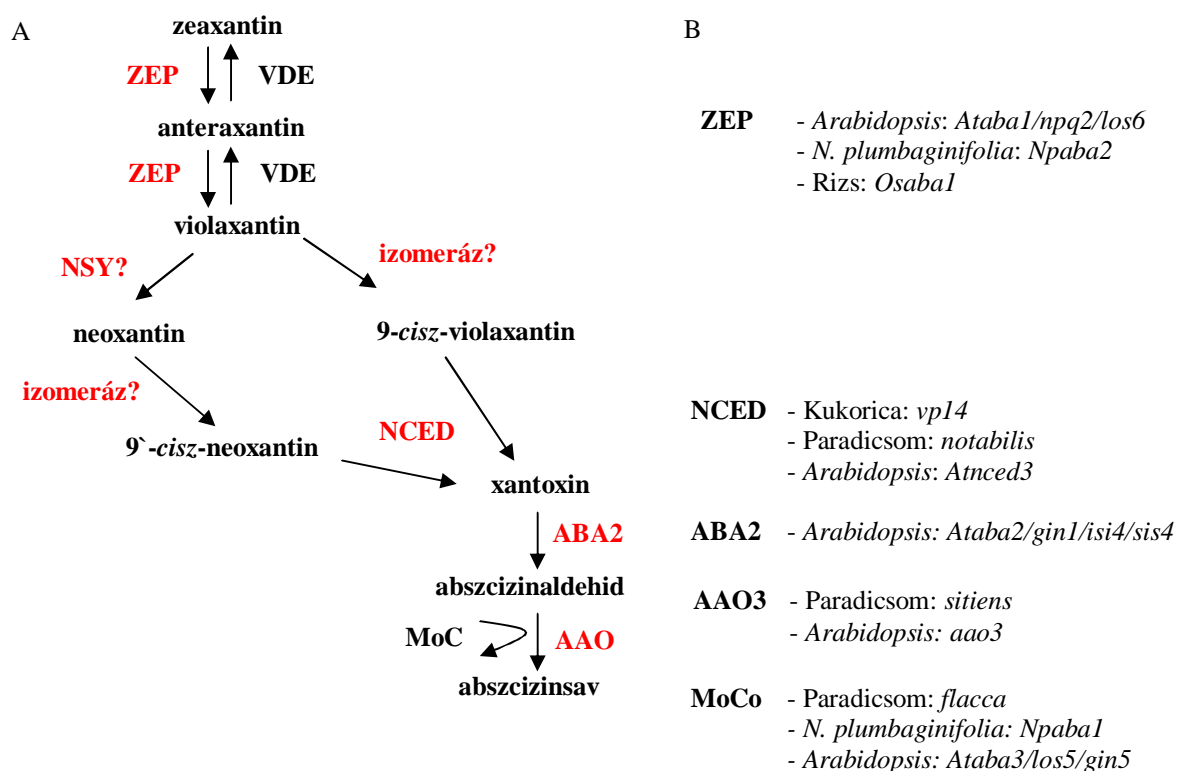 A
zeaxantin
ZEP VDE
anteraxantin
ZEP VDE
violaxantin
NSY? izomeráz?
neoxantin 9-cisz-violaxantin
izomeráz?
9`-cisz-neoxantin NCED
xantoxin
ABA2
abszcizinaldehid
MoC AAO
abszcizinsav
B
ZEP - Arabidopsis: Ataba1/npq2/los6
- N. plumbaginifolia: Npaba2
- Rizs: Osaba1
NCED - Kukorica: vp14
- Paradicsom: notabilis
- Arabidopsis: Atnced3
ABA2 - Arabidopsis: Ataba2/gin1/isi4/sis4
AAO3 - Paradicsom: sitiens
- Arabidopsis: aao3
MoCo - Paradicsom: flacca
- N. plumbaginifolia: Npaba1
- Arabidopsis: Ataba3/los5/gin5